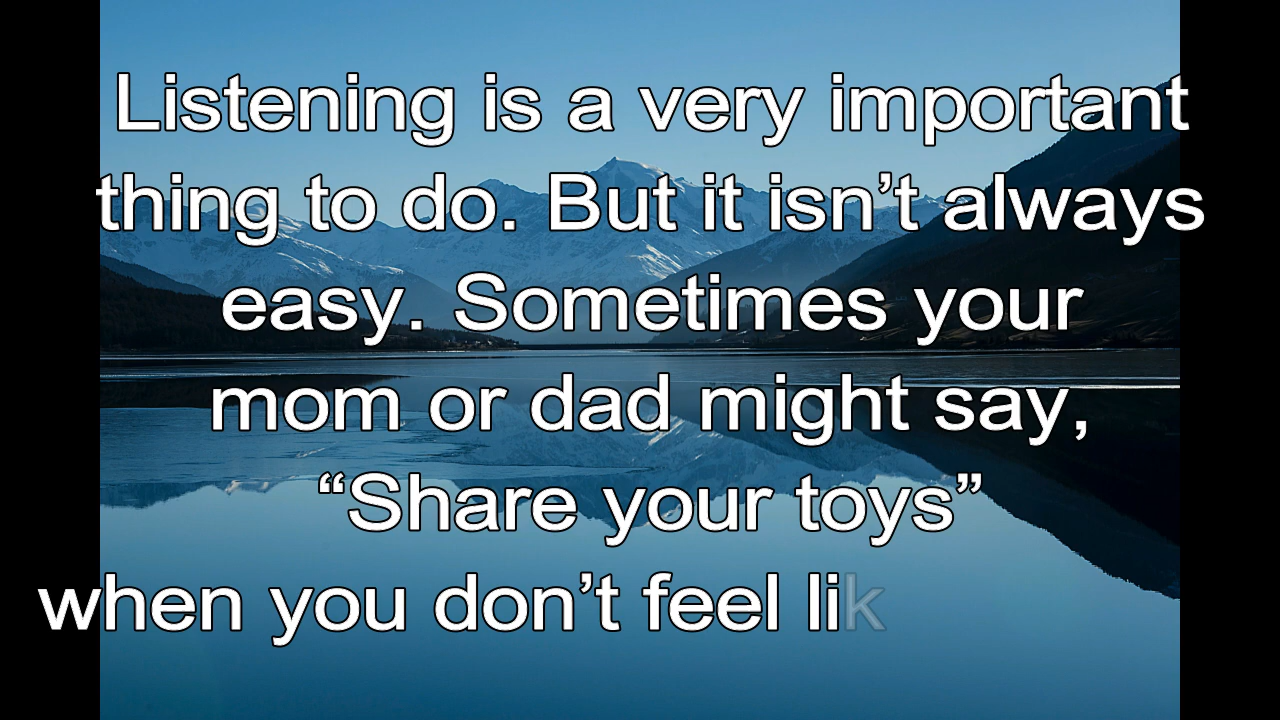 Listening is a very important
thing to do. But it isn’t always
easy. Sometimes your
mom or dad might say,
“Share your toys”
when you don’t feel lik